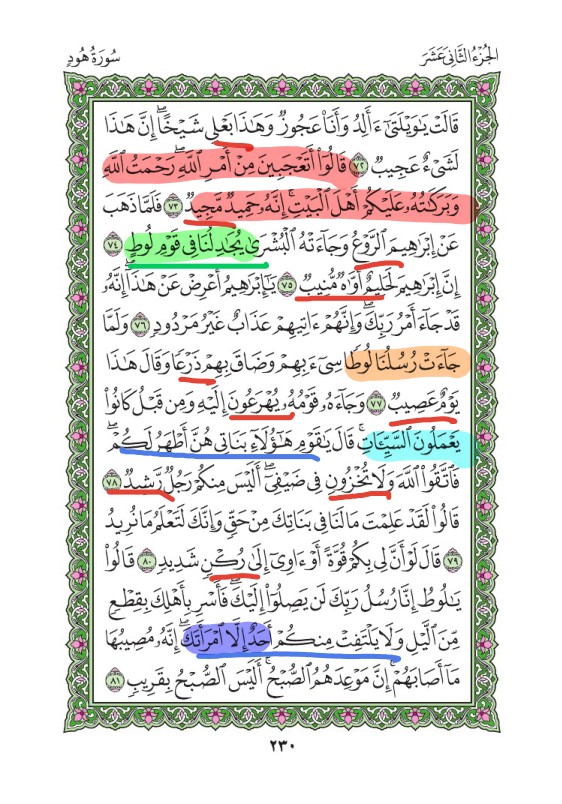 الجُزْءُ الثَّانِي عَشَرَ
سُورَةُ هُودٍ
قَالَتْ يَٰوَيْلَتَىٰٓ ءَأَلِدُ وَأَنَا۠ عَجُوزٌ وَهَٰذَا بَعْلِي شَيْخًا ۖ إِنَّ هَٰذَا
لَشَىْءٌ عَجِيبٌ ٧٢ قَالُوٓا۟ أَتَعْجَبِينَ مِنْ أَمْرِ ٱللَّهِ ۖ رَحْمَتُ ٱللَّهِ
وَبَرَكَٰتُهُۥ عَلَيْكُمْ أَهْلَ ٱلْبَيْتِ ۚ إِنَّهُۥ حَمِيدٌ مَّجِيدٌ ٧٣ فَلَمَّا ذَهَبَ
عَنْ إِبْرَٰهِيمَ ٱلرَّوْعُ وَجَآءَتْهُ ٱلْبُشْرَىٰ يُجَٰدِلُنَا فِى قَوْمِ لُوطٍ ٧٤
إِنَّ إِبْرَٰهِيمَ لَحَلِيمٌ أَوَّٰهٌ مُّنِيبٌ ٧٥ يَٰٓإِبْرَٰهِيمُ أَعْرِضْ عَنْ هَٰذَآ ۖ إِنَّهُۥ
قَدْ جَآءَ أَمْرُ رَبِّكَ ۖ وَإِنَّهُمْ ءَاتِيهِمْ عَذَابٌ غَيْرُ مَرْدُودٍ ٧٦ وَلَمَّا
جَآءَتْ رُسُلُنَا لُوطًا سِىٓءَ بِهِمْ وَضَاقَ بِهِمْ ذَرْعًا وَقَالَ هَٰذَا
يَوْمٌ عَصِيبٌ ٧٧ وَجَآءَهُۥ قَوْمُهُۥ يُهْرَعُونَ إِلَيْهِ وَمِن قَبْلُ كَانُوا۟
يَعْمَلُونَ ٱلسَّيِّـَٔاتِ ۚ قَالَ يَٰقَوْمِ هَٰٓؤُلَآءِ بَنَاتِى هُنَّ أَطْهَرُ لَكُمْ ۖ
فَٱتَّقُوا۟ ٱللَّهَ وَلَا تُخْزُونِ فِى ضَيْفِىٓ ۖ أَلَيْسَ مِنكُمْ رَجُلٌ رَّشِيدٌ ٧٨
قَالُوا۟ لَقَدْ عَلِمْتَ مَا لَنَا فِى بَنَاتِكَ مِنْ حَقٍّ وَإِنَّكَ لَتَعْلَمُ مَا نُرِيدُ
٧٩ قَالَ لَوْ أَنَّ لِى بِكُمْ قُوَّةً أَوْ ءَاوِىٓ إِلَىٰ رُكْنٍ شَدِيدٍ ٨٠ قَالُوا۟
يَٰلُوطُ إِنَّا رُسُلُ رَبِّكَ لَن يَصِلُوٓا۟ إِلَيْكَ ۖ فَأَسْرِ بِأَهْلِكَ بِقِطْعٍ
مِّنَ ٱلَّيْلِ وَلَا يَلْتَفِتْ مِنكُمْ أَحَدٌ إِلَّا ٱمْرَأَتَكَ ۖ إِنَّهُۥ مُصِيبُهَا
مَآ أَصَابَهُمْ ۚ إِنَّ مَوْعِدَهُمُ ٱلصُّبْحُ ۚ أَلَيْسَ ٱلصُّبْحُ بِقَرِيبٍ ٨١
٢٣٠